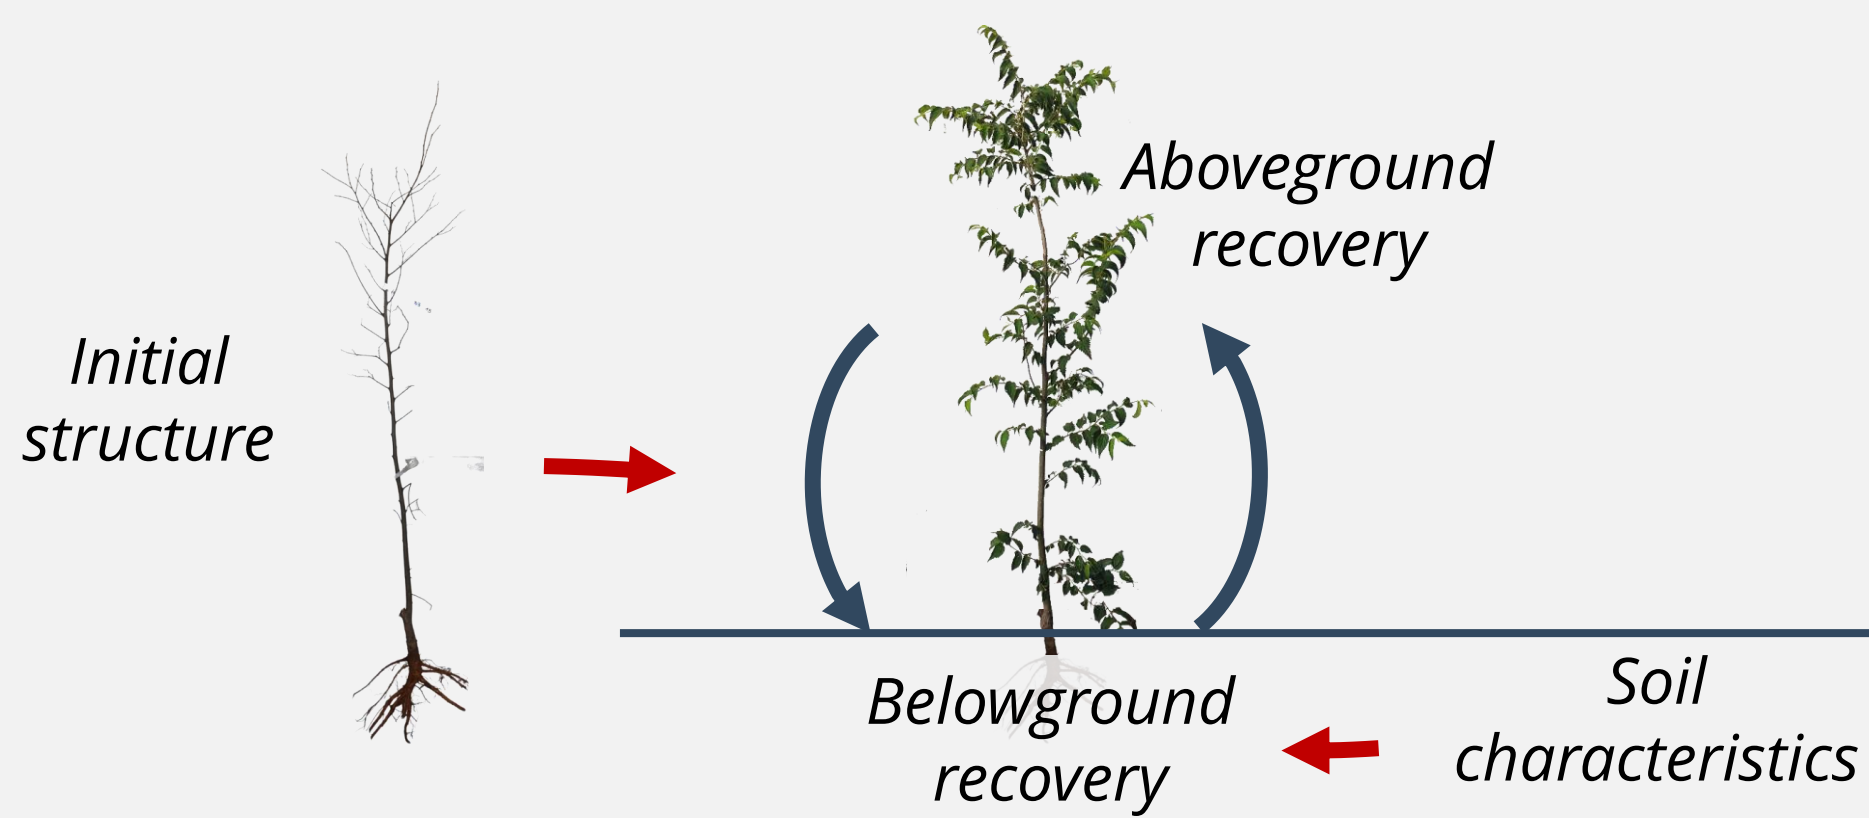 Initial
structure
Aboveground
recovery
Belowground
recovery
Soil
characteristics